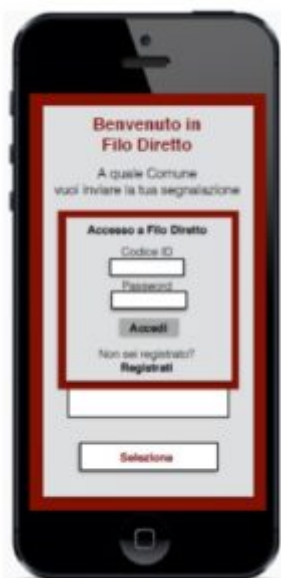 Benvenuto in
Filo Diretto
A quale Comune
vuoi inviare la tua segnalazione
Accesso a Filo Diretto
Codice ID
Password
Accedi
Non sei registrato?
Registrati
Seleziona